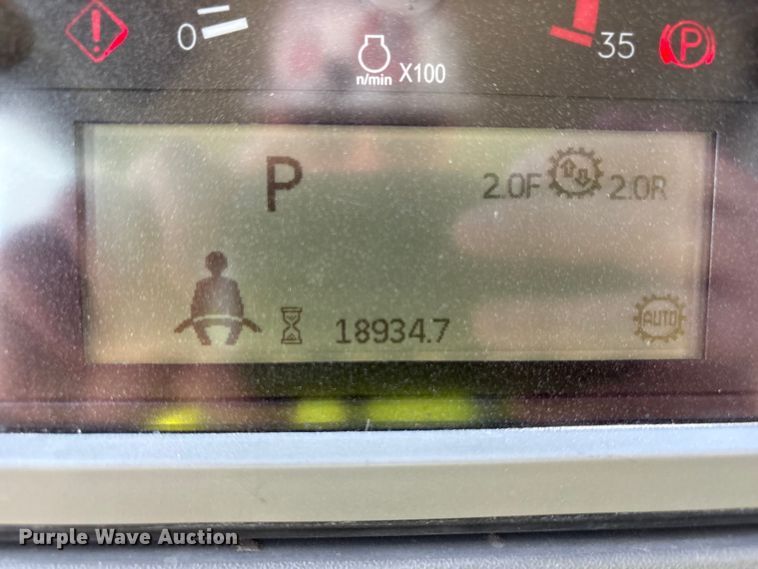 0
35
P
n/min X100
P
2.0F 2.0R
18934.7
AUTO
Purple Wave Auction